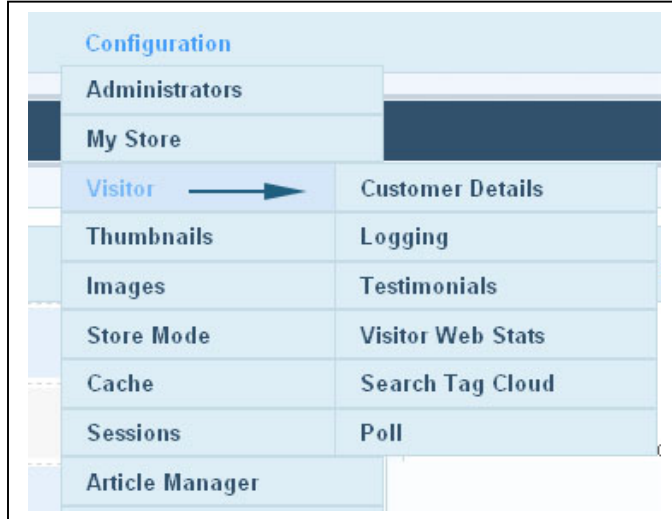 Configuration
Administrators
My Store
Visitor
Customer Details
Thumbnails
Logging
Images
Testimonials
Store Mode
Visitor Web Stats
Cache
Search Tag Cloud
Sessions
Poll
Article Manager